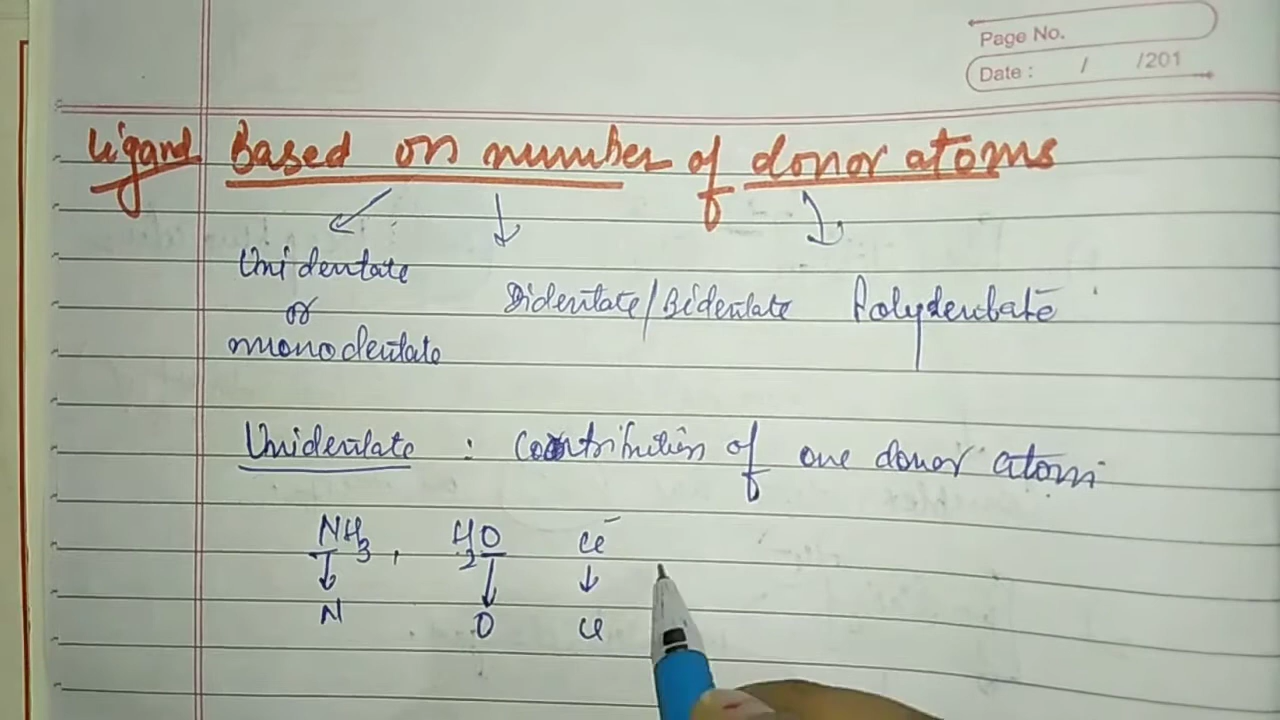 Page No.
Date : / /201
Ligand Based on number of donor atoms
Unidentate
or
monodentate
Didentate/Bidentate
Polydentate
Unidentate : Contribution of one donor atom
NH3, H2O Cl-
N O Cl